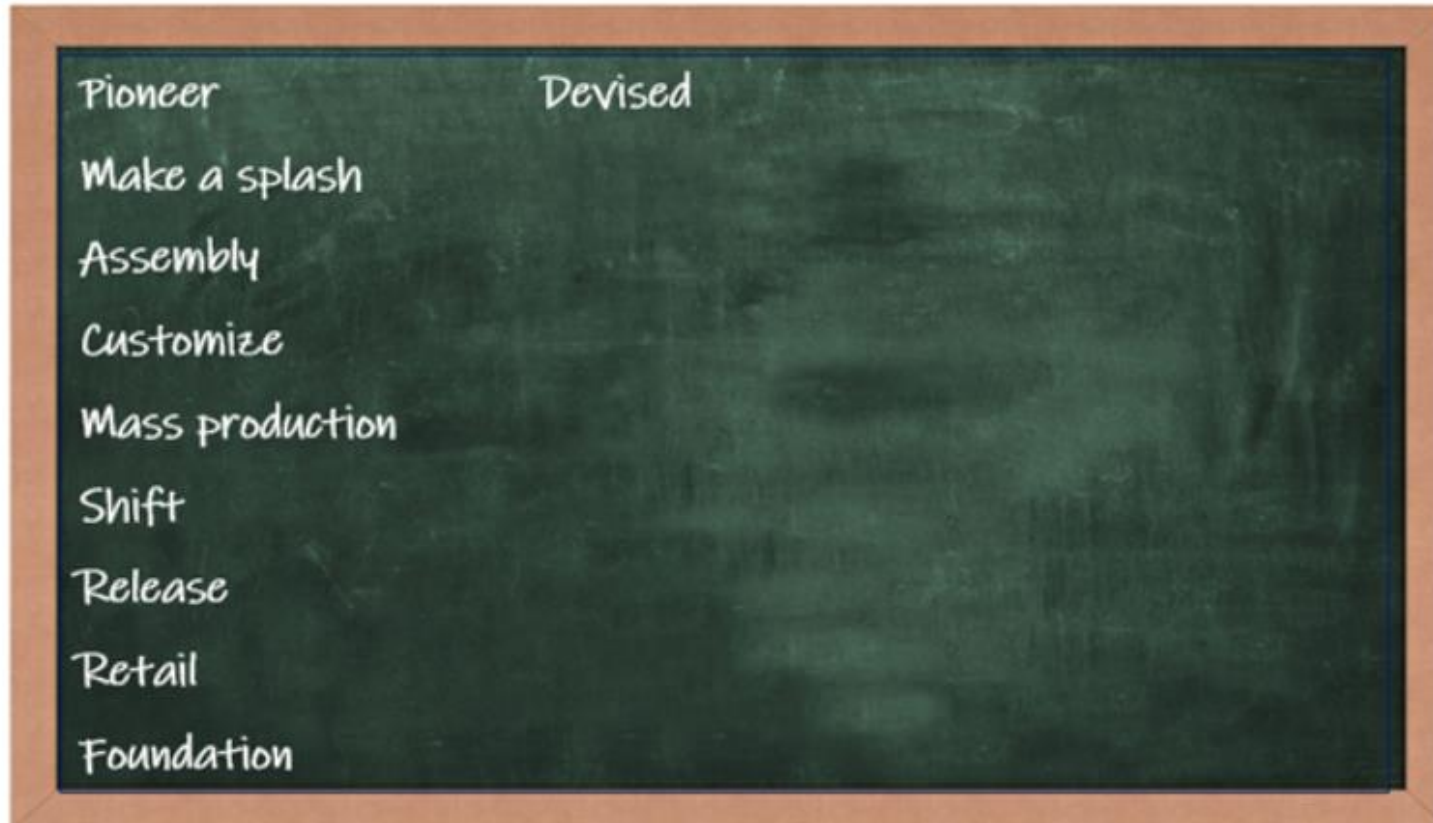 Pioneer Devised
Make a splash
Assembly
Customize
Mass production
Shift
Release
Retail
Foundation